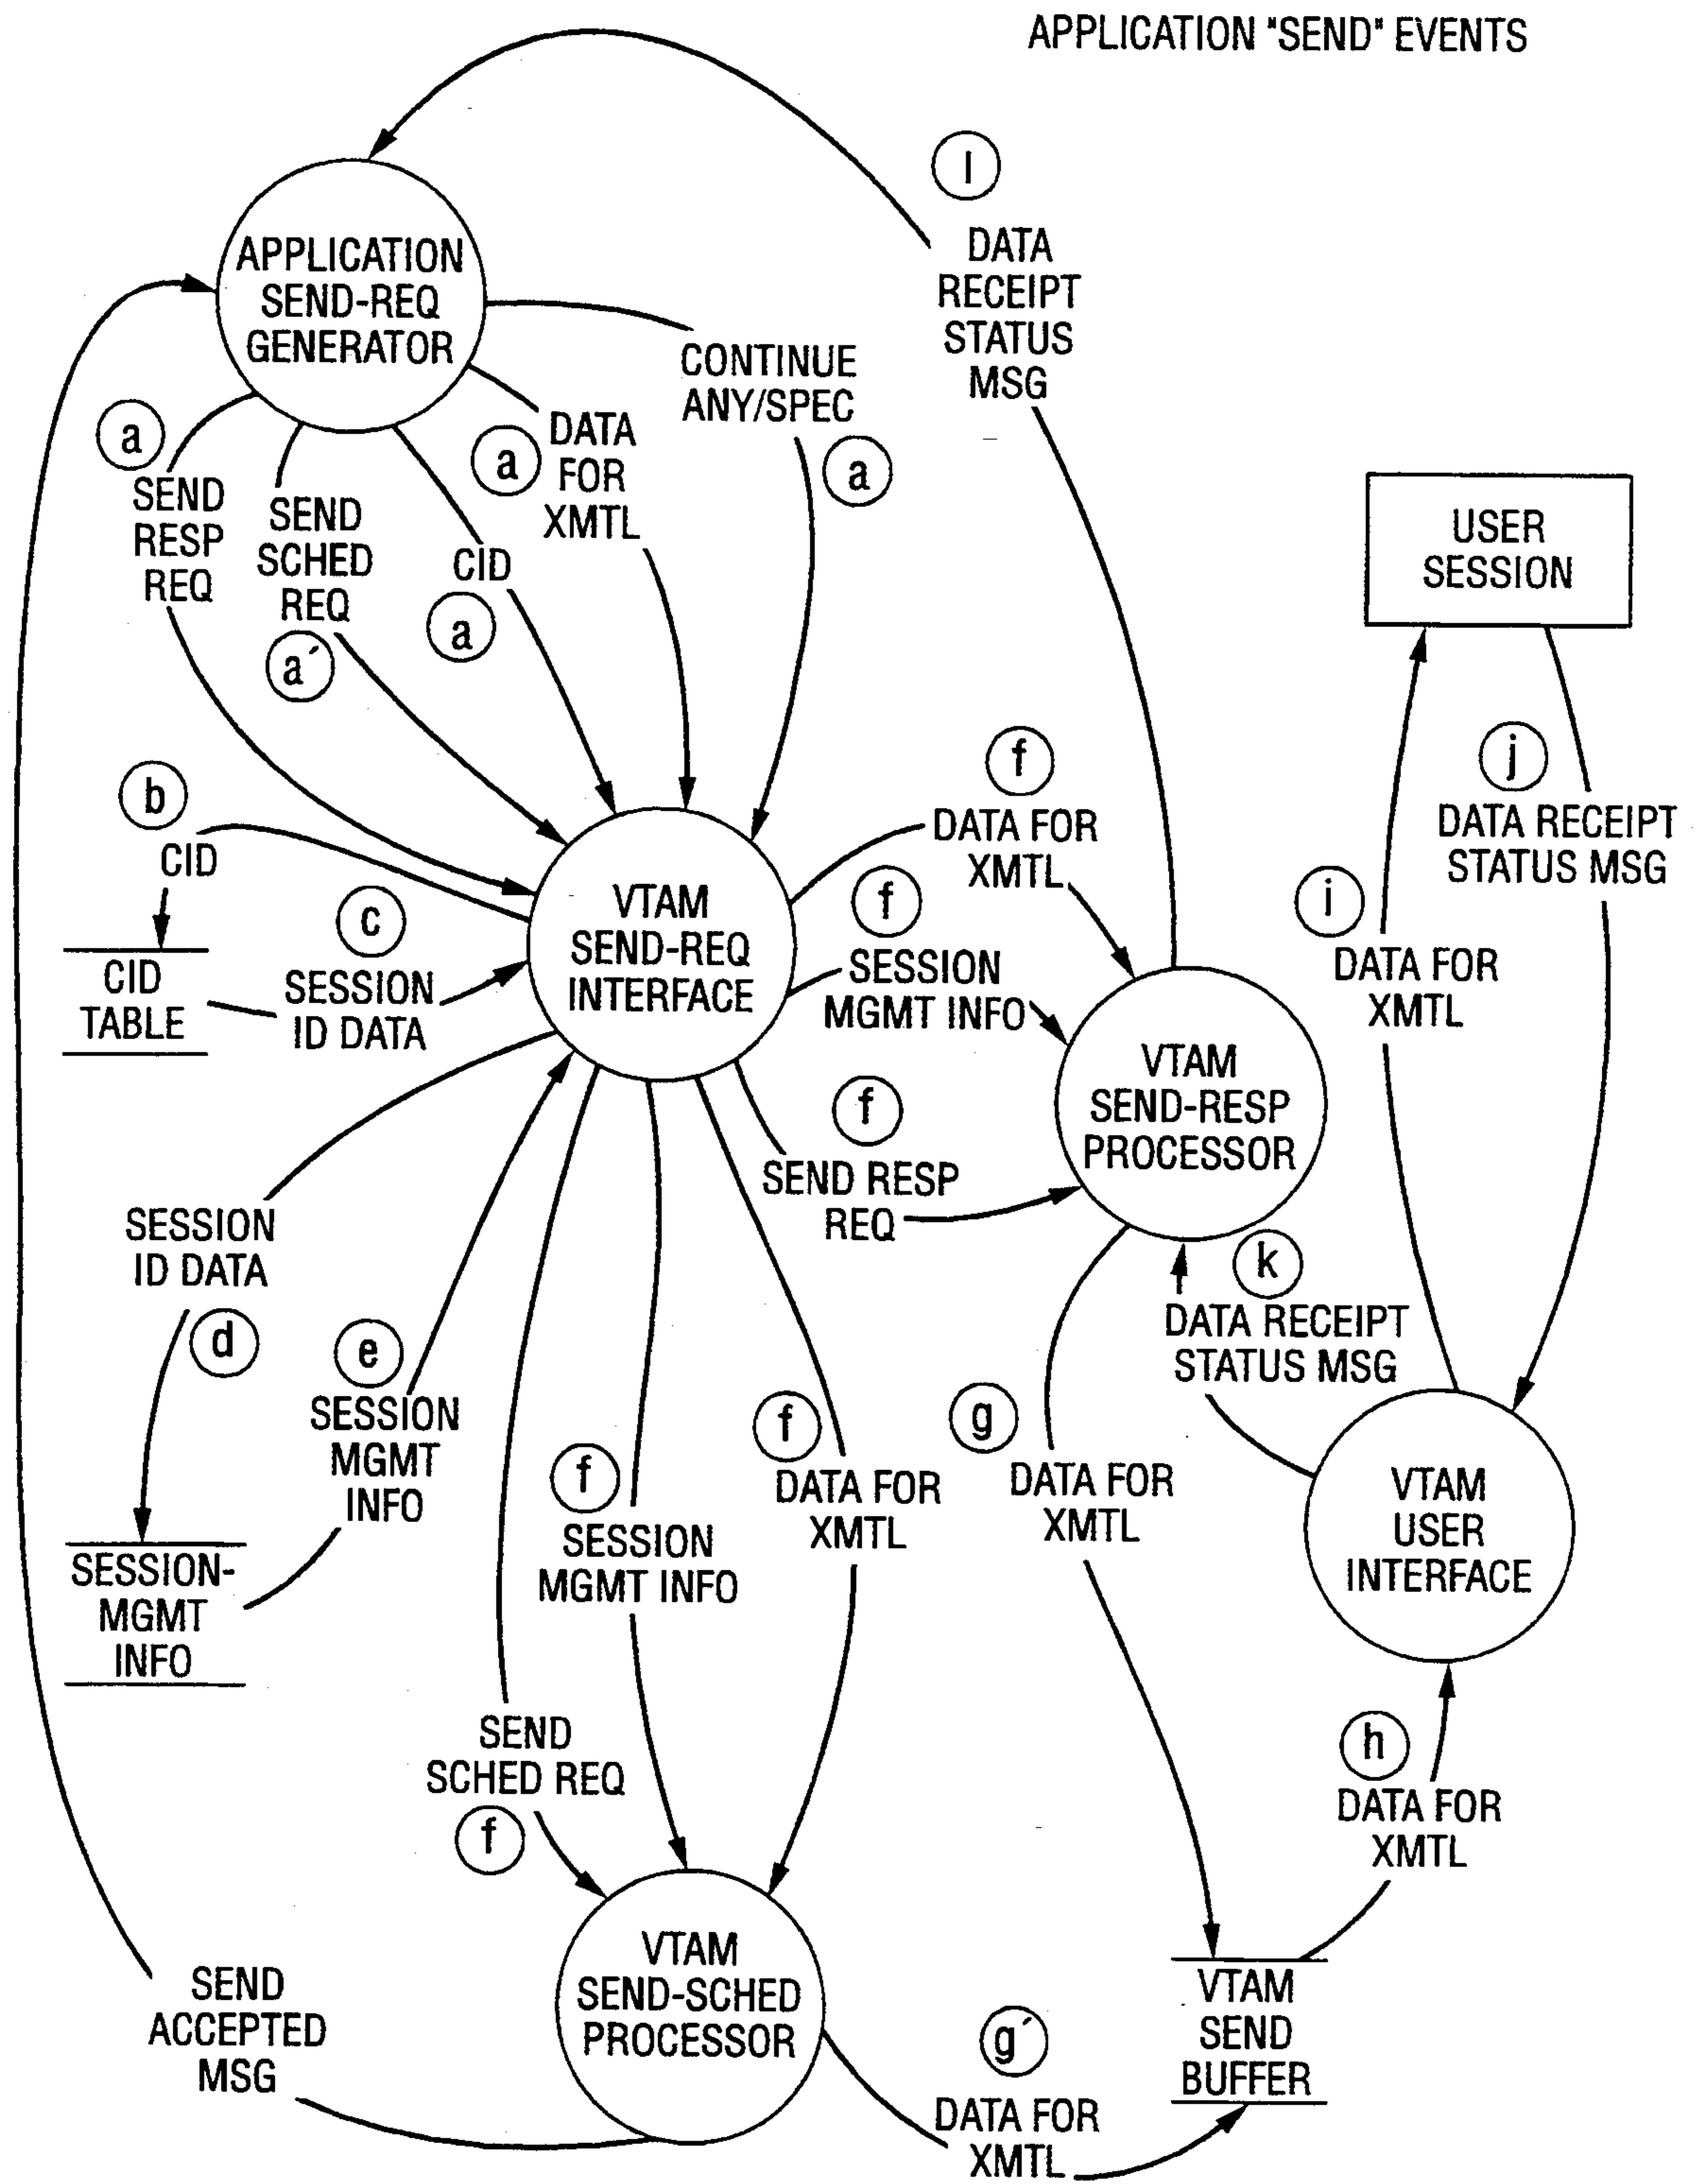 APPLICATION "SEND" EVENTS
l
DATA
RECEIPT
STATUS
MSG
APPLICATION
SEND-REQ
GENERATOR
CONTINUE
ANY/SPEC
a
a
DATA
FOR
XMTL
a
SEND
RESP
REQ
SEND
SCHED
REQ
a´
CID
a
a
USER
SESSION
b
CID
c
CID
TABLE
SESSION
ID DATA
VTAM
SEND-REQ
INTERFACE
f
DATA FOR
XMTL
f
SESSION
MGMT INFO
j
DATA RECEIPT
STATUS MSG
i
DATA FOR
XMTL
VTAM
SEND-RESP
PROCESSOR
f
SEND RESP
REQ
SESSION
ID DATA
d
e
SESSION
MGMT
INFO
k
DATA RECEIPT
STATUS MSG
g
DATA FOR
XMTL
f
DATA FOR
XMTL
f
SESSION
MGMT INFO
VTAM
USER
INTERFACE
SESSION-
MGMT
INFO
SEND
SCHED REQ
f
h
DATA FOR
XMTL
VTAM
SEND-SCHED
PROCESSOR
SEND
ACCEPTED
MSG
VTAM
SEND
BUFFER
g´
DATA FOR
XMTL